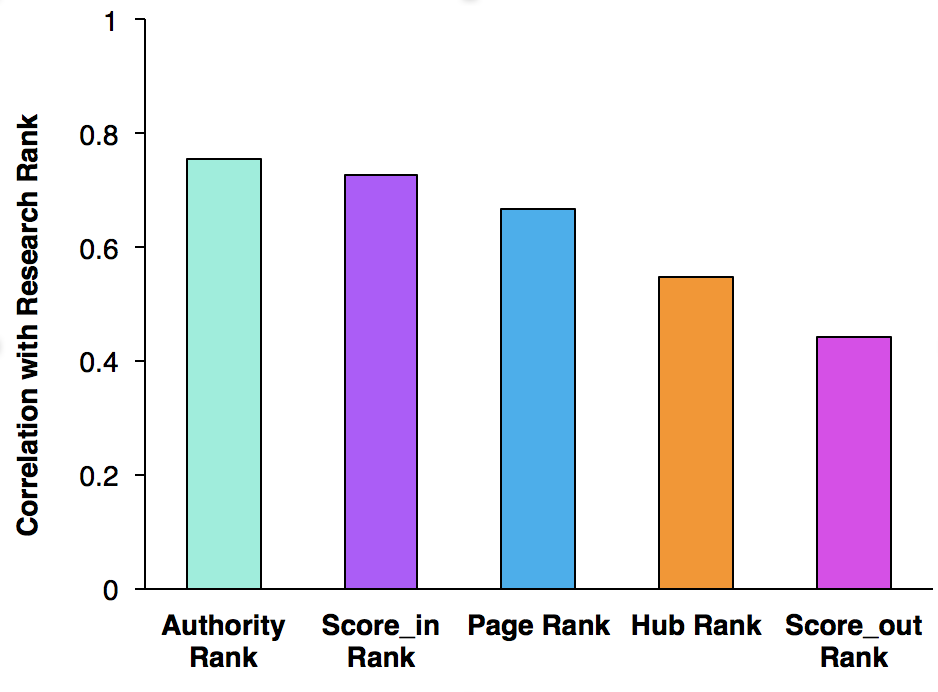 Correlation with Research Rank
1
0.8
0.6
0.4
0.2
0
Authority Rank
Score_in Rank
Page Rank
Hub Rank
Score_out Rank